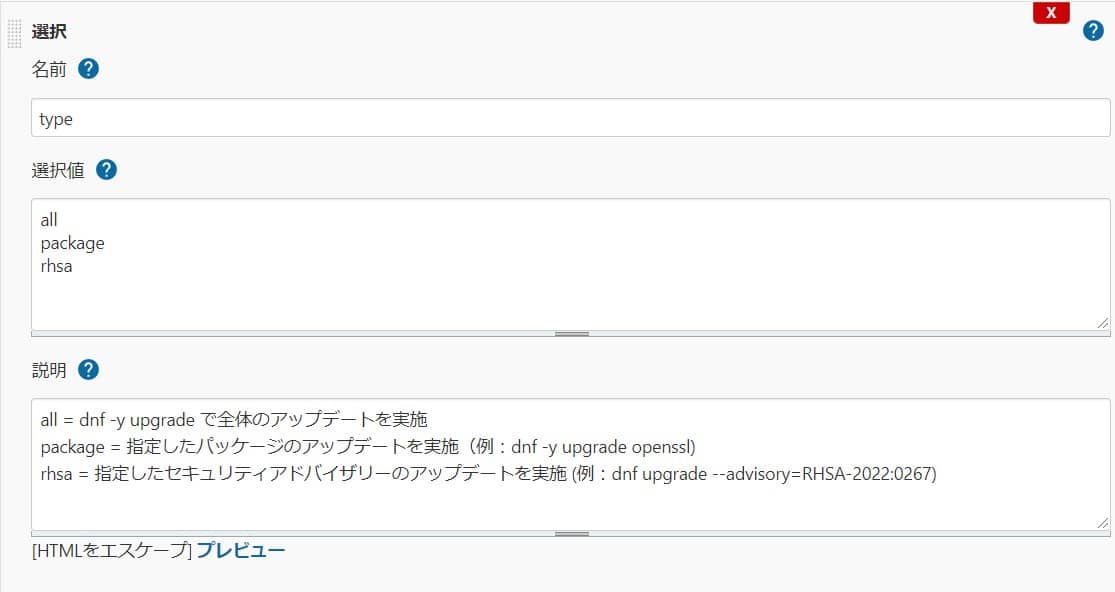 X
選択
?
名前 ?
type
選択値 ?
all
package
rhsa
説明 ?
all = dnf -y upgrade で全体のアップデートを実施
package = 指定したパッケージのアップデートを実施（例：dnf -y upgrade openssl)
rhsa = 指定したセキュリティアドバイザリーのアップデートを実施 (例：dnf upgrade --advisory=RHSA-2022:0267)
[HTMLをエスケープ] プレビュー